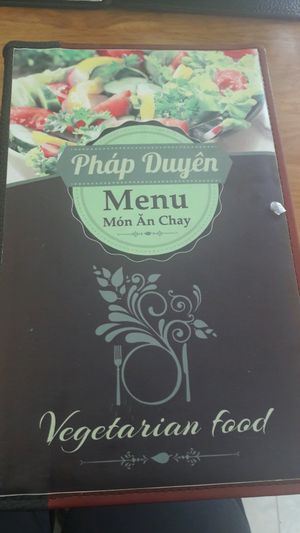 Pháp Duyên
Menu
Món Ăn Chay
Vegetarian food